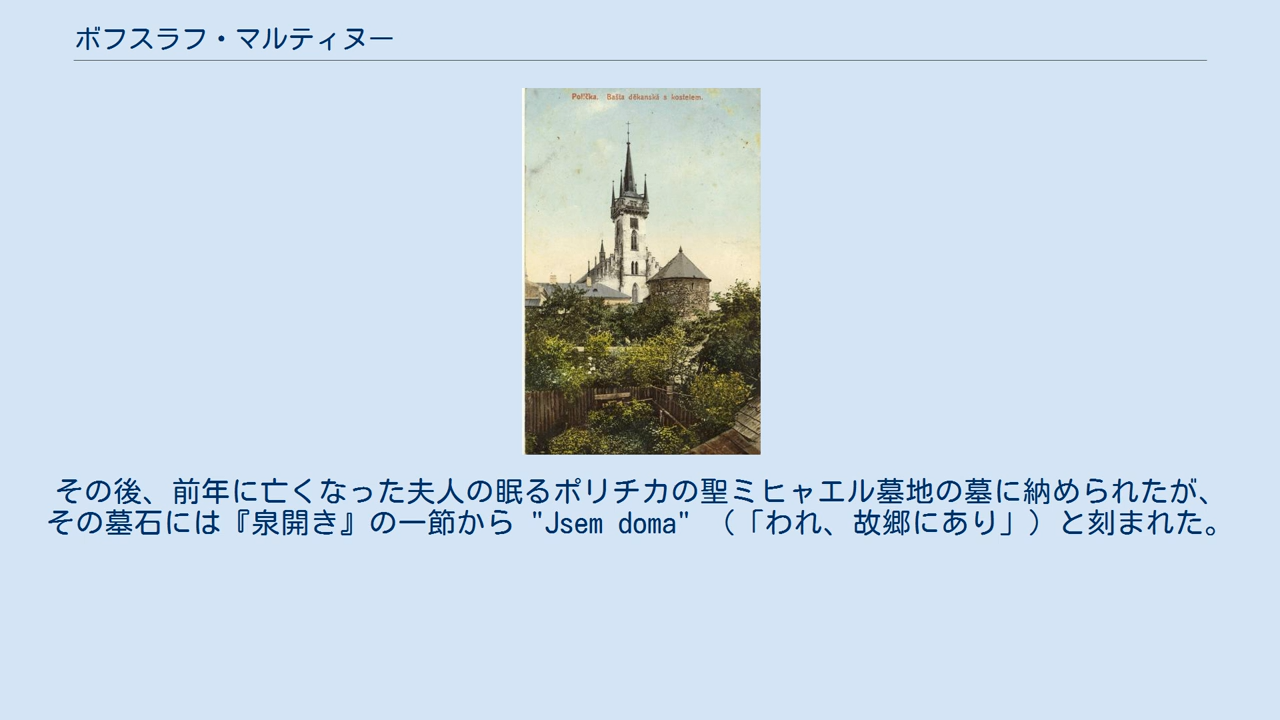 ボフスラフ・マルティヌー
Polička. Bašta děkanská s kostelem.
その後、前年に亡くなった夫人の眠るポリチカの聖ミヒャエル墓地の墓に納められたが、
その墓石には『泉開き』の一節から "Jsem doma" （「われ、故郷にあり」）と刻まれた。